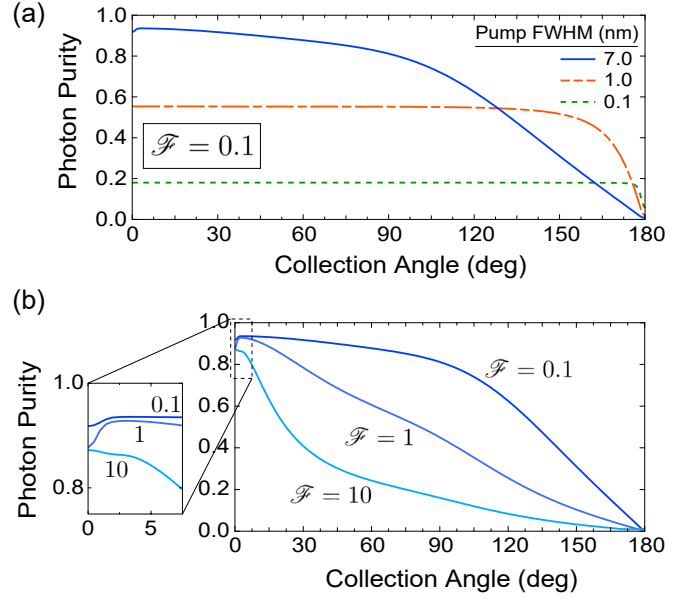 (a)
Photon Purity
1.0
0.8
0.6
0.4
0.2
0.0
Pump FWHM (nm)
7.0
1.0
0.1
ℱ = 0.1
0 30 60 90 120 150 180
Collection Angle (deg)
(b)
Photon Purity
1.0
0.8
0.1
1
10
0 5
1.0
0.8
0.6
0.4
0.2
0.0
ℱ = 0.1
ℱ = 1
ℱ = 10
0 30 60 90 120 150 180
Collection Angle (deg)